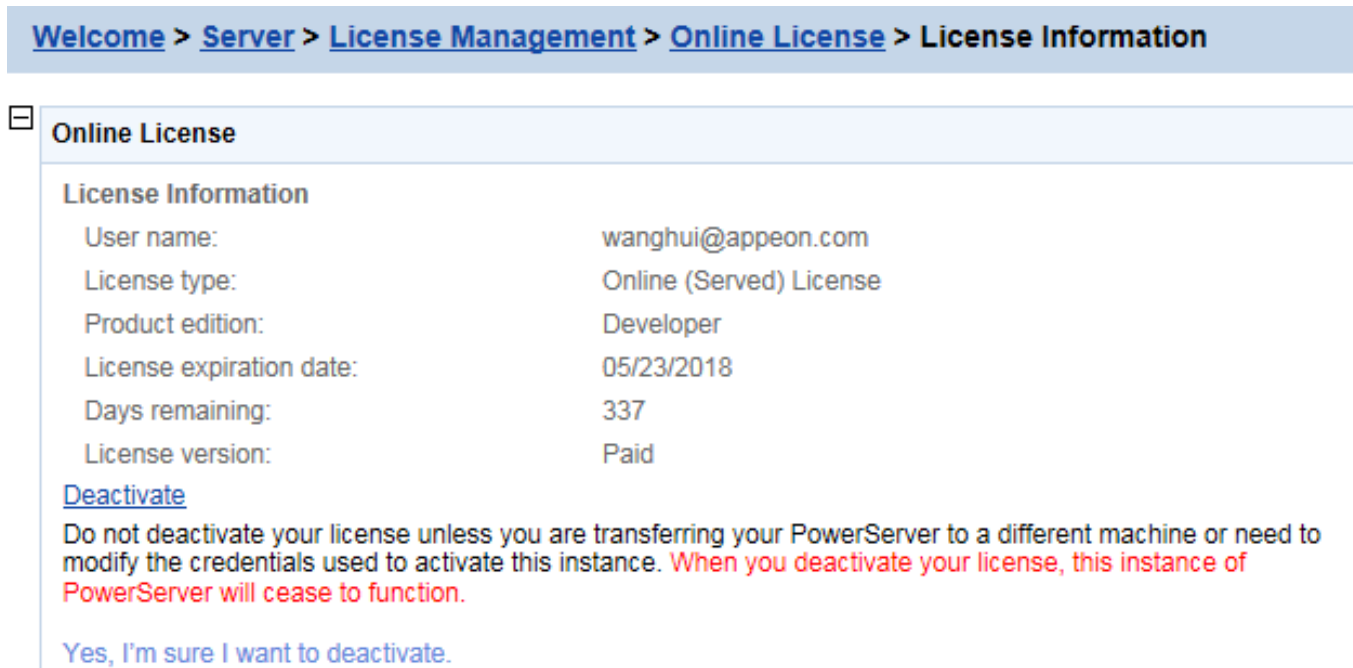 Welcome > Server > License Management > Online License > License Information
Online License
License Information
User name: wanghui@appeon.com
License type: Online (Served) License
Product edition: Developer
License expiration date: 05/23/2018
Days remaining: 337
License version: Paid
Deactivate
Do not deactivate your license unless you are transferring your PowerServer to a different machine or need to
modify the credentials used to activate this instance. When you deactivate your license, this instance of
PowerServer will cease to function.
Yes, I'm sure I want to deactivate.